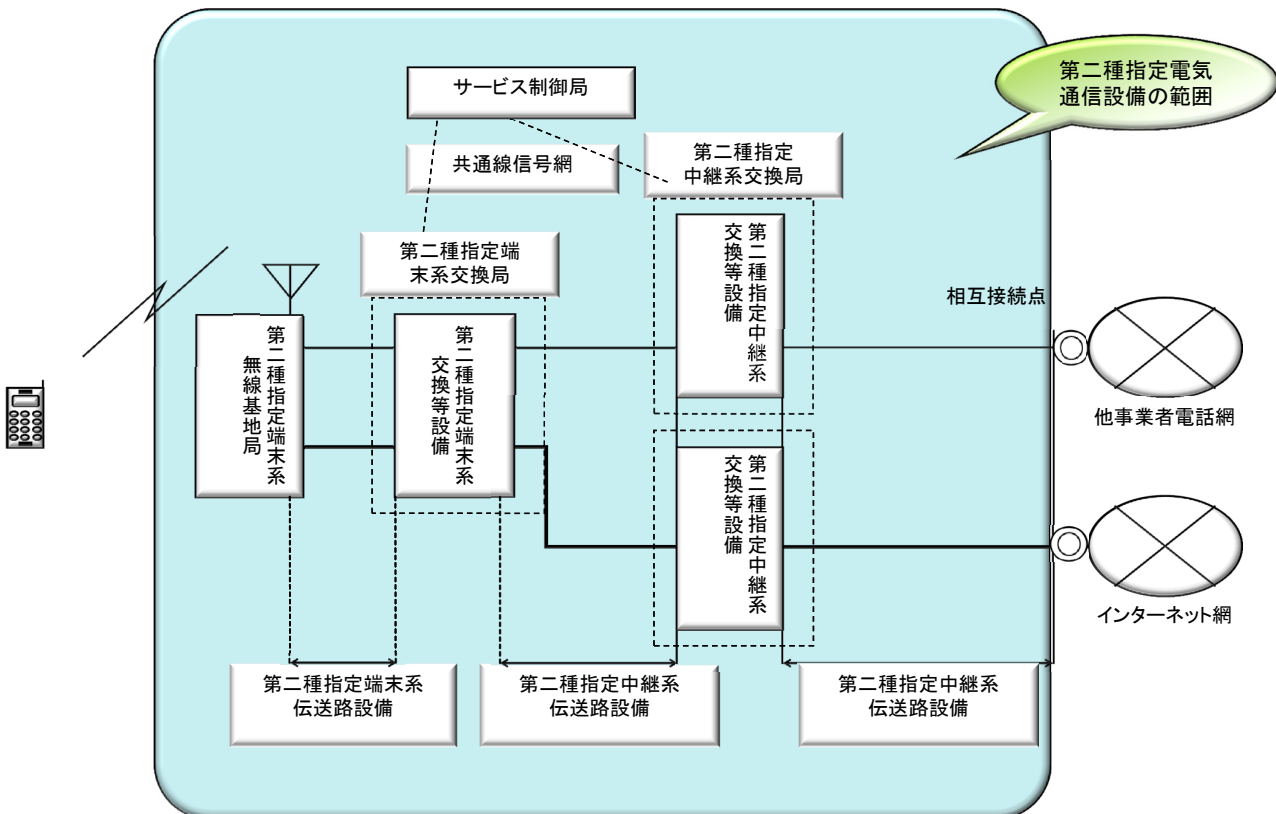 第二種指定電気
通信設備の範囲
サービス制御局
共通線信号網
第二種指定
中継系交換局
第二種指定端
末系交換局
第二種指定端末系
無線基地局
第二種指定端末系
交換等設備
第二種指定中継系
交換等設備
相互接続点
他事業者電話網
第二種指定中継系
交換等設備
インターネット網
第二種指定端末系
伝送路設備
第二種指定中継系
伝送路設備
第二種指定中継系
伝送路設備